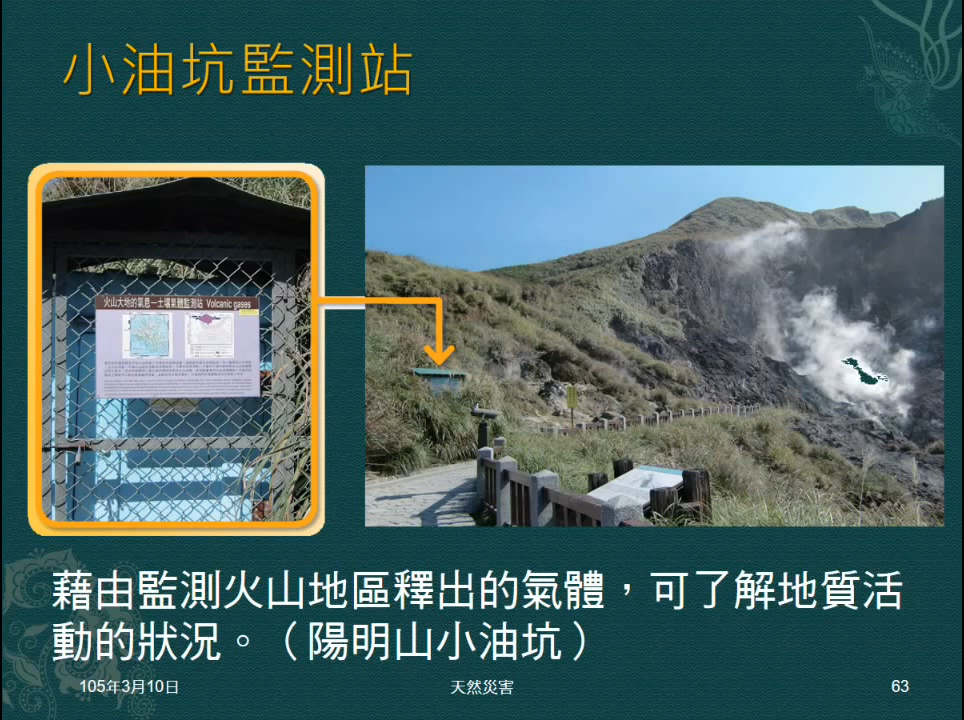 小油坑監測站
火山大地的氣息－土壤氣體監測站 Volcanic gases
藉由監測火山地區釋出的氣體，可了解地質活
動的狀況。（陽明山小油坑）
105年3月10日
天然災害
63